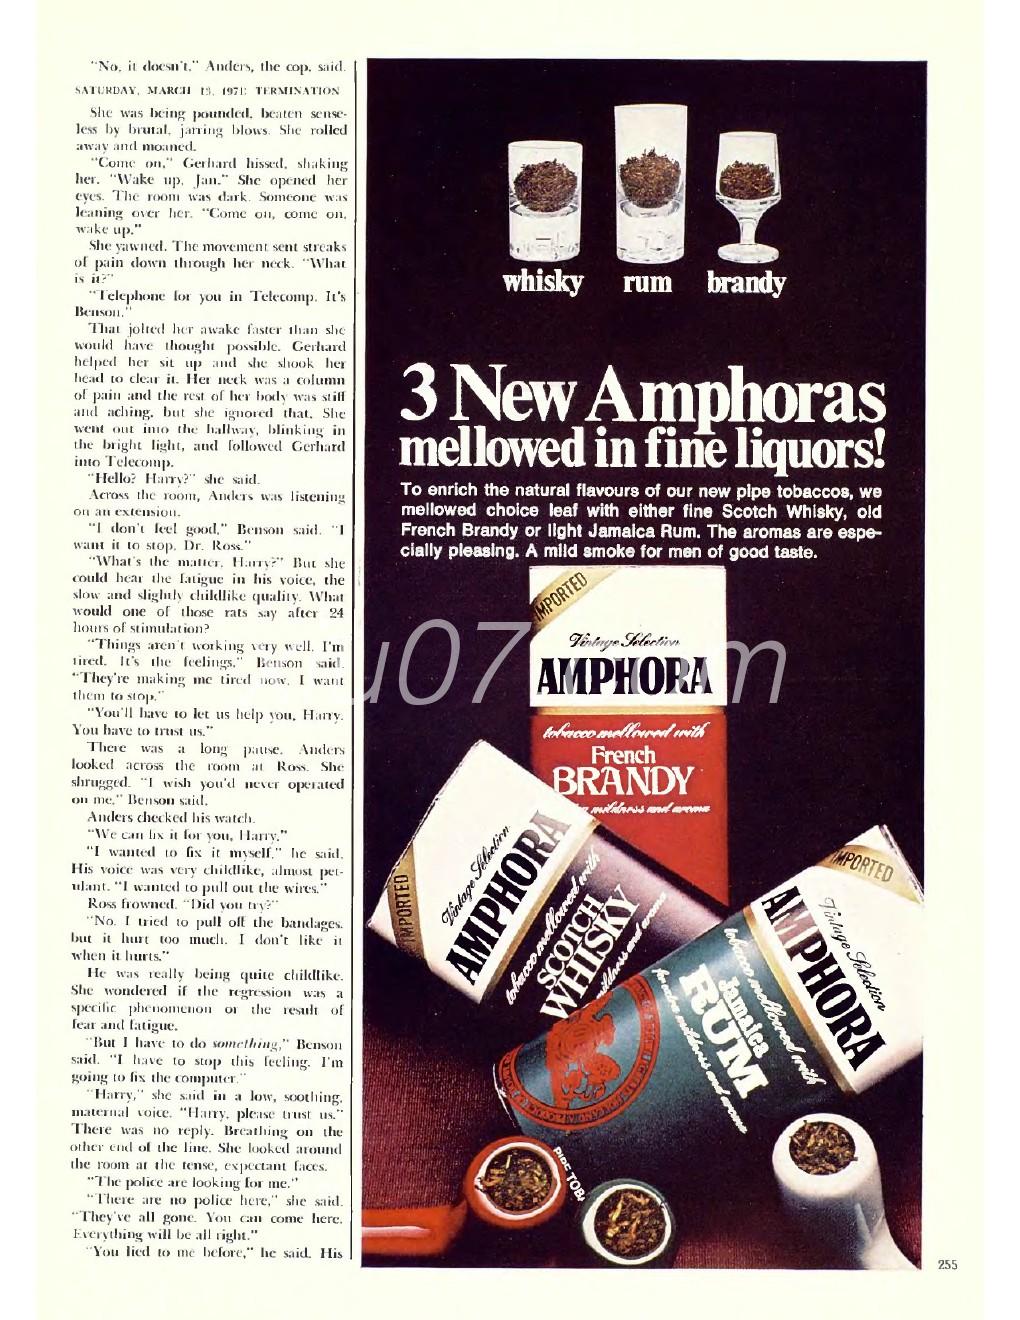 "No, it doesn't," Anders, the cop, said.
SATURDAY, MARCH 13, 1971: TERMINATION
She was being pounded, beaten sense-
less by brutal, jarring blows. She rolled
away and moaned.
"Come on," Gerhard hissed, shaking
her. "Wake up, Jan." She opened her
eyes. The room was dark. Someone was
leaning over her. "Come on, come on,
wake up."
She yawned. The movement sent streaks
of pain down through her neck. "What
is it?"
"Telephone for you in Telecomp. It's
Benson."
That jolted her awake faster than she
would have thought possible. Gerhard
helped her sit up and she shook her
head to clear it. Her neck was a column
of pain and the rest of her body was stiff
and aching, but she ignored that. She
went out into the hallway, blinking in
the bright light, and followed Gerhard
into Telecomp.
"Hello? Harry?" she said.
Across the room, Anders was listening
on an extension.
"I don't feel good," Benson said. "I
want it to stop, Dr. Ross."
"What's the matter, Harry?" But she
could hear the fatigue in his voice, the
slow and slightly childlike quality. What
would one of those rats say after 24
hours of stimulation?
"Things aren't working very well. I'm
tired. It's the feelings," Benson said.
"They're making me tired now. I want
them to stop."
"You'll have to let us help you, Harry.
You have to trust us."
There was a long pause. Anders
looked across the room at Ross. She
shrugged. "I wish you'd never operated
on me," Benson said.
Anders checked his watch.
"We can fix it for you, Harry."
"I wanted to fix it myself," he said.
His voice was very childlike, almost pet-
ulant. "I wanted to pull out the wires."
Ross frowned. "Did you try?"
"No. I tried to pull off the bandages,
but it hurt too much. I don't like it
when it hurts."
He was really being quite childlike.
She wondered if the regression was a
specific phenomenon or the result of
fear and fatigue.
"But I have to do something," Benson
said. "I have to stop this feeling. I'm
going to fix the computer."
"Harry," she said in a low, soothing,
maternal voice. "Harry, please trust us."
There was no reply. Breathing on the
other end of the line. She looked around
the room at the tense, expectant faces.
"The police are looking for me."
"There are no police here," she said.
"They've all gone. You can come here.
Everything will be all right."
"You lied to me before," he said. His
whisky rum brandy
3 New Amphoras
mellowed in fine liquors!
To enrich the natural flavours of our new pipe tobaccos, we
mellowed choice leaf with either fine Scotch Whisky, old
French Brandy or light Jamaica Rum. The aromas are espe-
cially pleasing. A mild smoke for men of good taste.
IMPORTED
Vintage Selection
AMPHORA
tobacco mellowed with
French
BRANDY
mildness and aroma
IMPORTED
Vintage Selection
AMPHORA
tobacco mellowed with
SCOTCH
WHISKY
mildness and aroma
IMPORTED
Vintage Selection
AMPHORA
tobacco mellowed with
Jamaica
RUM
for extra mildness and aroma
PIPE TOBA
255